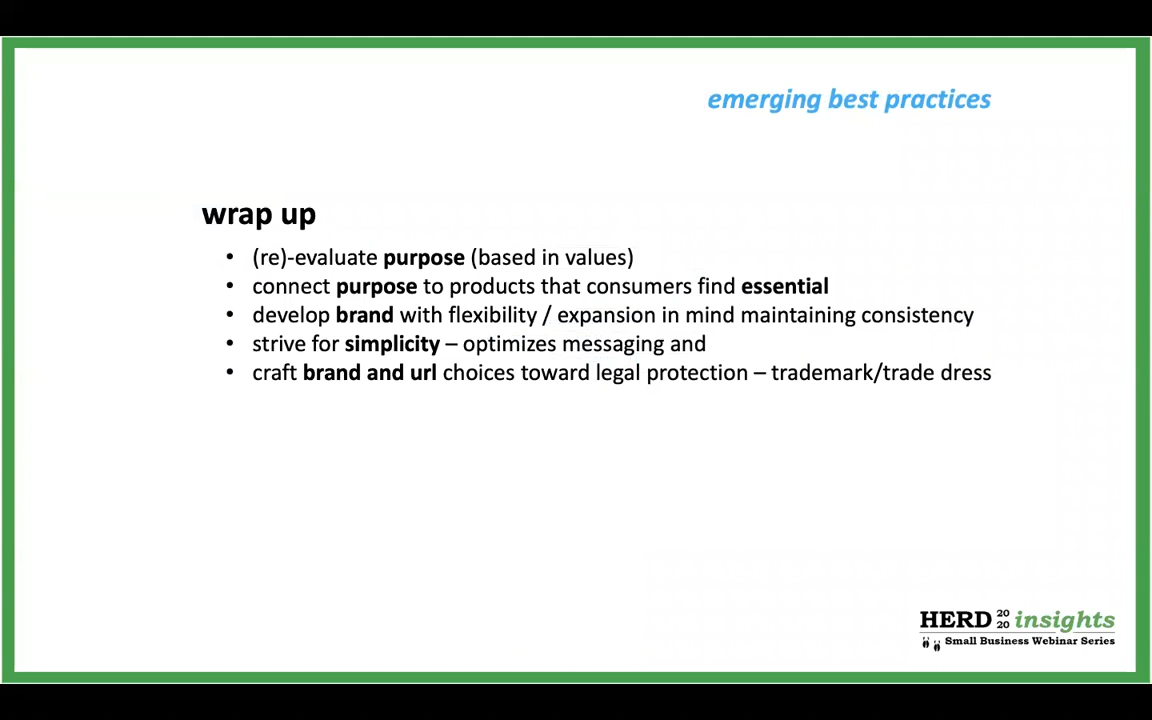 emerging best practices
wrap up
• (re)-evaluate purpose (based in values)
• connect purpose to products that consumers find essential
• develop brand with flexibility / expansion in mind maintaining consistency
• strive for simplicity – optimizes messaging and
• craft brand and url choices toward legal protection – trademark/trade dress
HERD 20 20 insights
Small Business Webinar Series